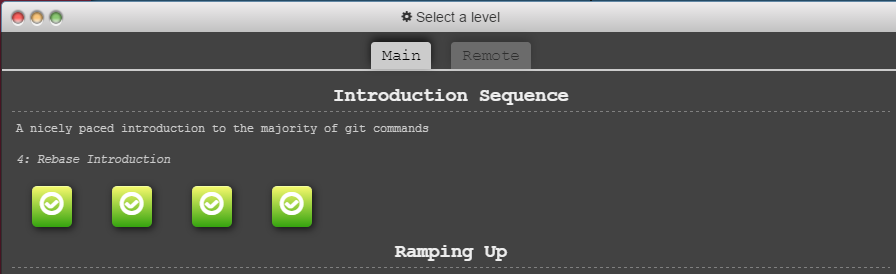 Select a level
Main
Remote
Introduction Sequence
A nicely paced introduction to the majority of git commands
4: Rebase Introduction
Ramping Up